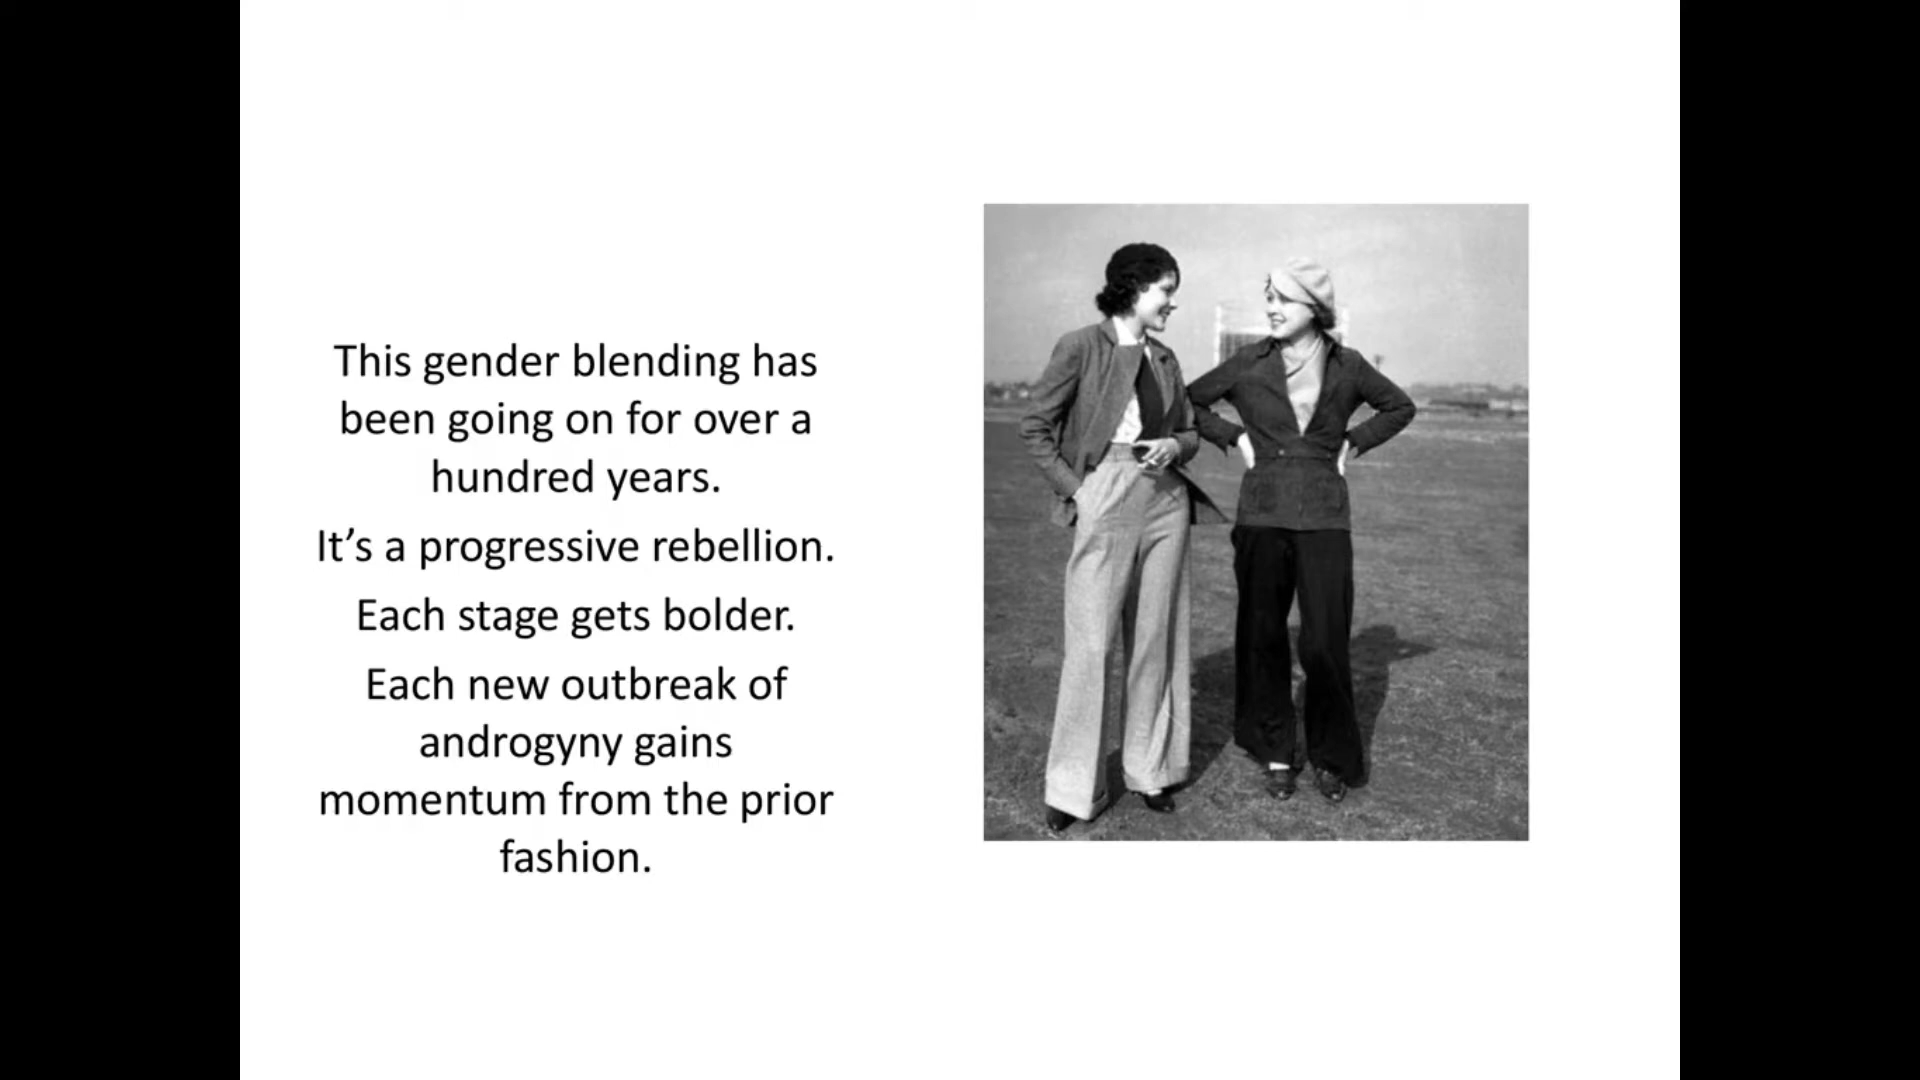 This gender blending has
been going on for over a
hundred years.
It’s a progressive rebellion.
Each stage gets bolder.
Each new outbreak of
androgyny gains
momentum from the prior
fashion.